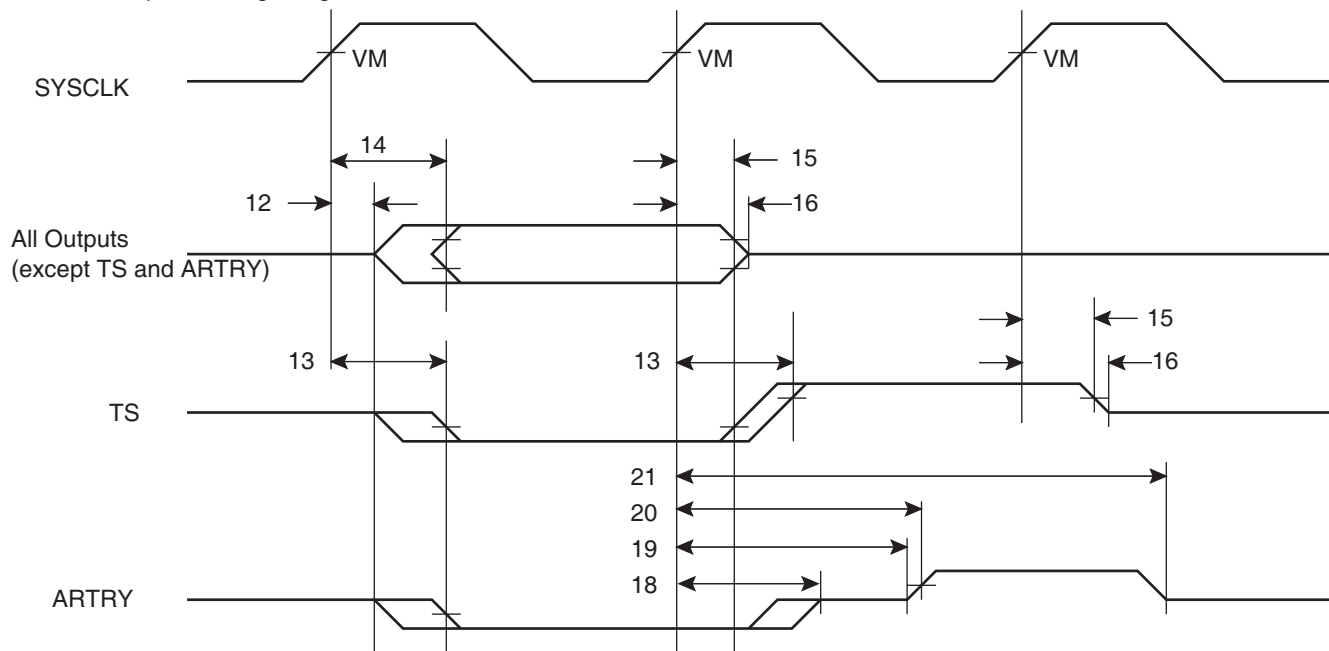 VM
VM
VM
SYSCLK
14
15
12
16
All Outputs
(except TS and ARTRY)
15
13
13
16
TS
21
20
19
18
ARTRY